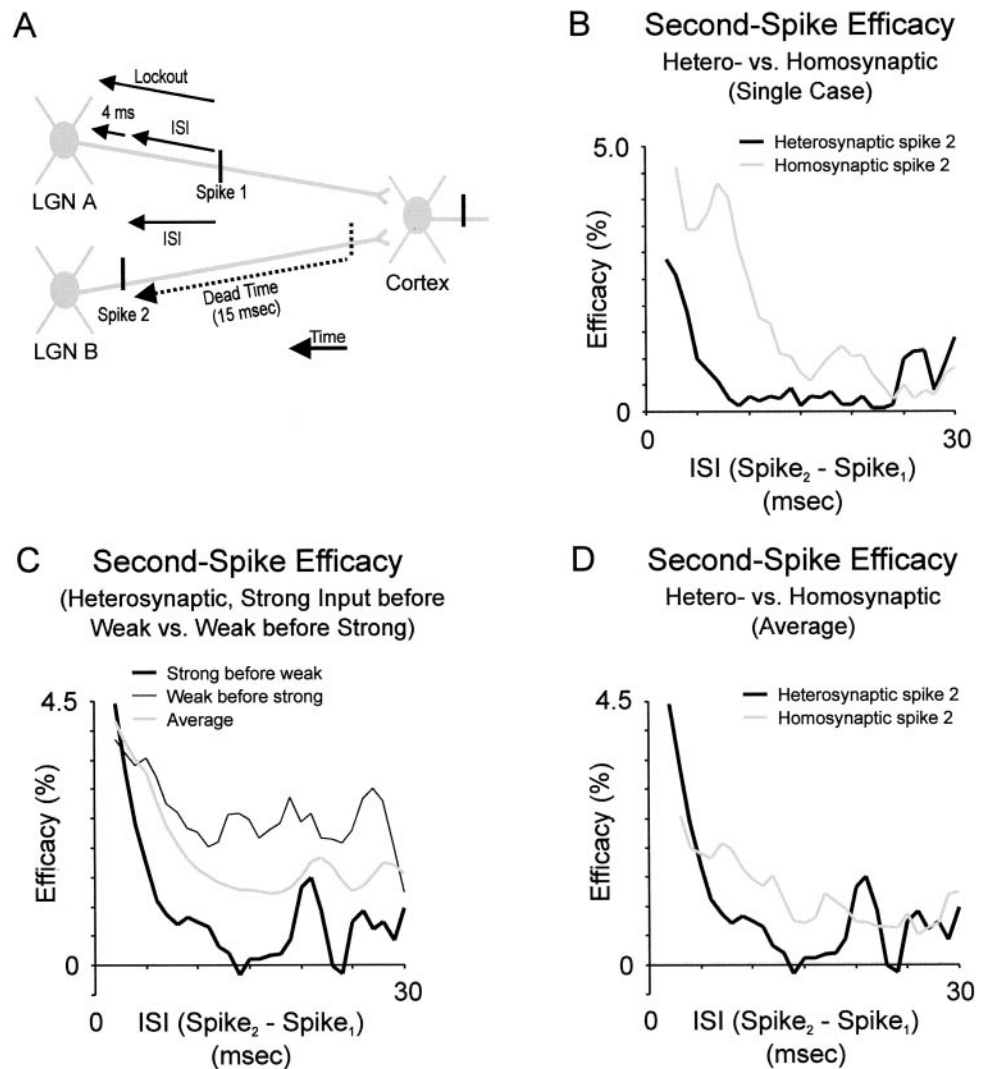 A
Lockout
4 ms
ISI
LGN A
Spike 1
ISI
Cortex
Dead Time
(15 msec)
Spike 2
LGN B
Time
B
Second-Spike Efficacy
Hetero- vs. Homosynaptic
(Single Case)
Heterosynaptic spike 2
Homosynaptic spike 2
5.0
Efficacy (%)
0
0
30
ISI (Spike₂ - Spike₁)
(msec)
C
Second-Spike Efficacy
(Heterosynaptic, Strong Input before
Weak vs. Weak before Strong)
Strong before weak
Weak before strong
Average
4.5
Efficacy (%)
0
0
30
ISI (Spike₂ - Spike₁)
(msec)
D
Second-Spike Efficacy
Hetero- vs. Homosynaptic
(Average)
Heterosynaptic spike 2
Homosynaptic spike 2
4.5
Efficacy (%)
0
0
30
ISI (Spike₂ - Spike₁)
(msec)